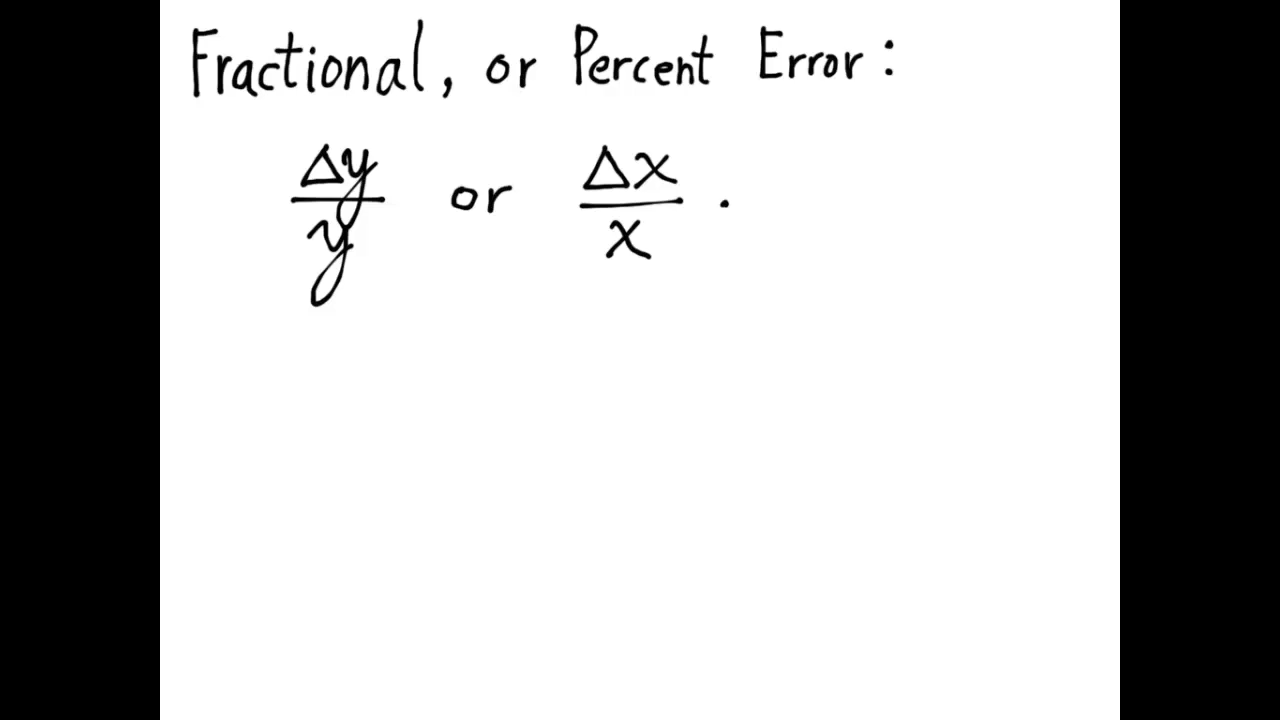 Fractional, or Percent Error:
Δy/y or Δx/x .